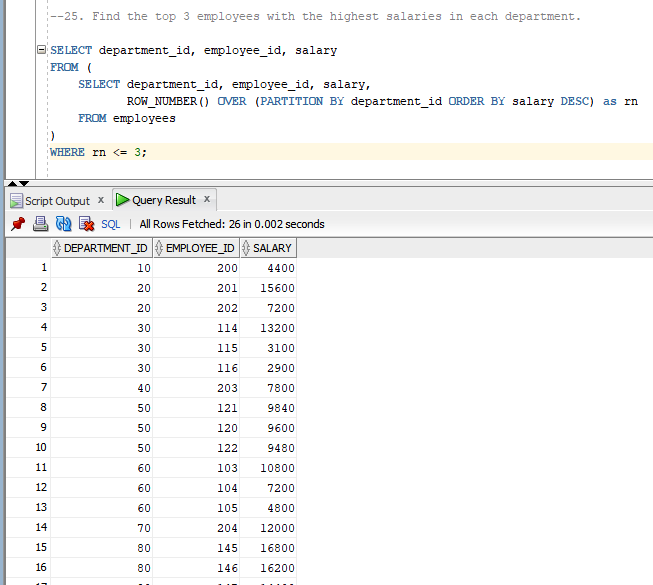 --25. Find the top 3 employees with the highest salaries in each department.
SELECT department_id, employee_id, salary
FROM (
SELECT department_id, employee_id, salary,
ROW_NUMBER() OVER (PARTITION BY department_id ORDER BY salary DESC) as rn
FROM employees
)
WHERE rn <= 3;
Script Output x Query Result x
SQL | All Rows Fetched: 26 in 0.002 seconds
DEPARTMENT_ID EMPLOYEE_ID SALARY
1 10 200 4400
2 20 201 15600
3 20 202 7200
4 30 114 13200
5 30 115 3100
6 30 116 2900
7 40 203 7800
8 50 121 9840
9 50 120 9600
10 50 122 9480
11 60 103 10800
12 60 104 7200
13 60 105 4800
14 70 204 12000
15 80 145 16800
16 80 146 16200